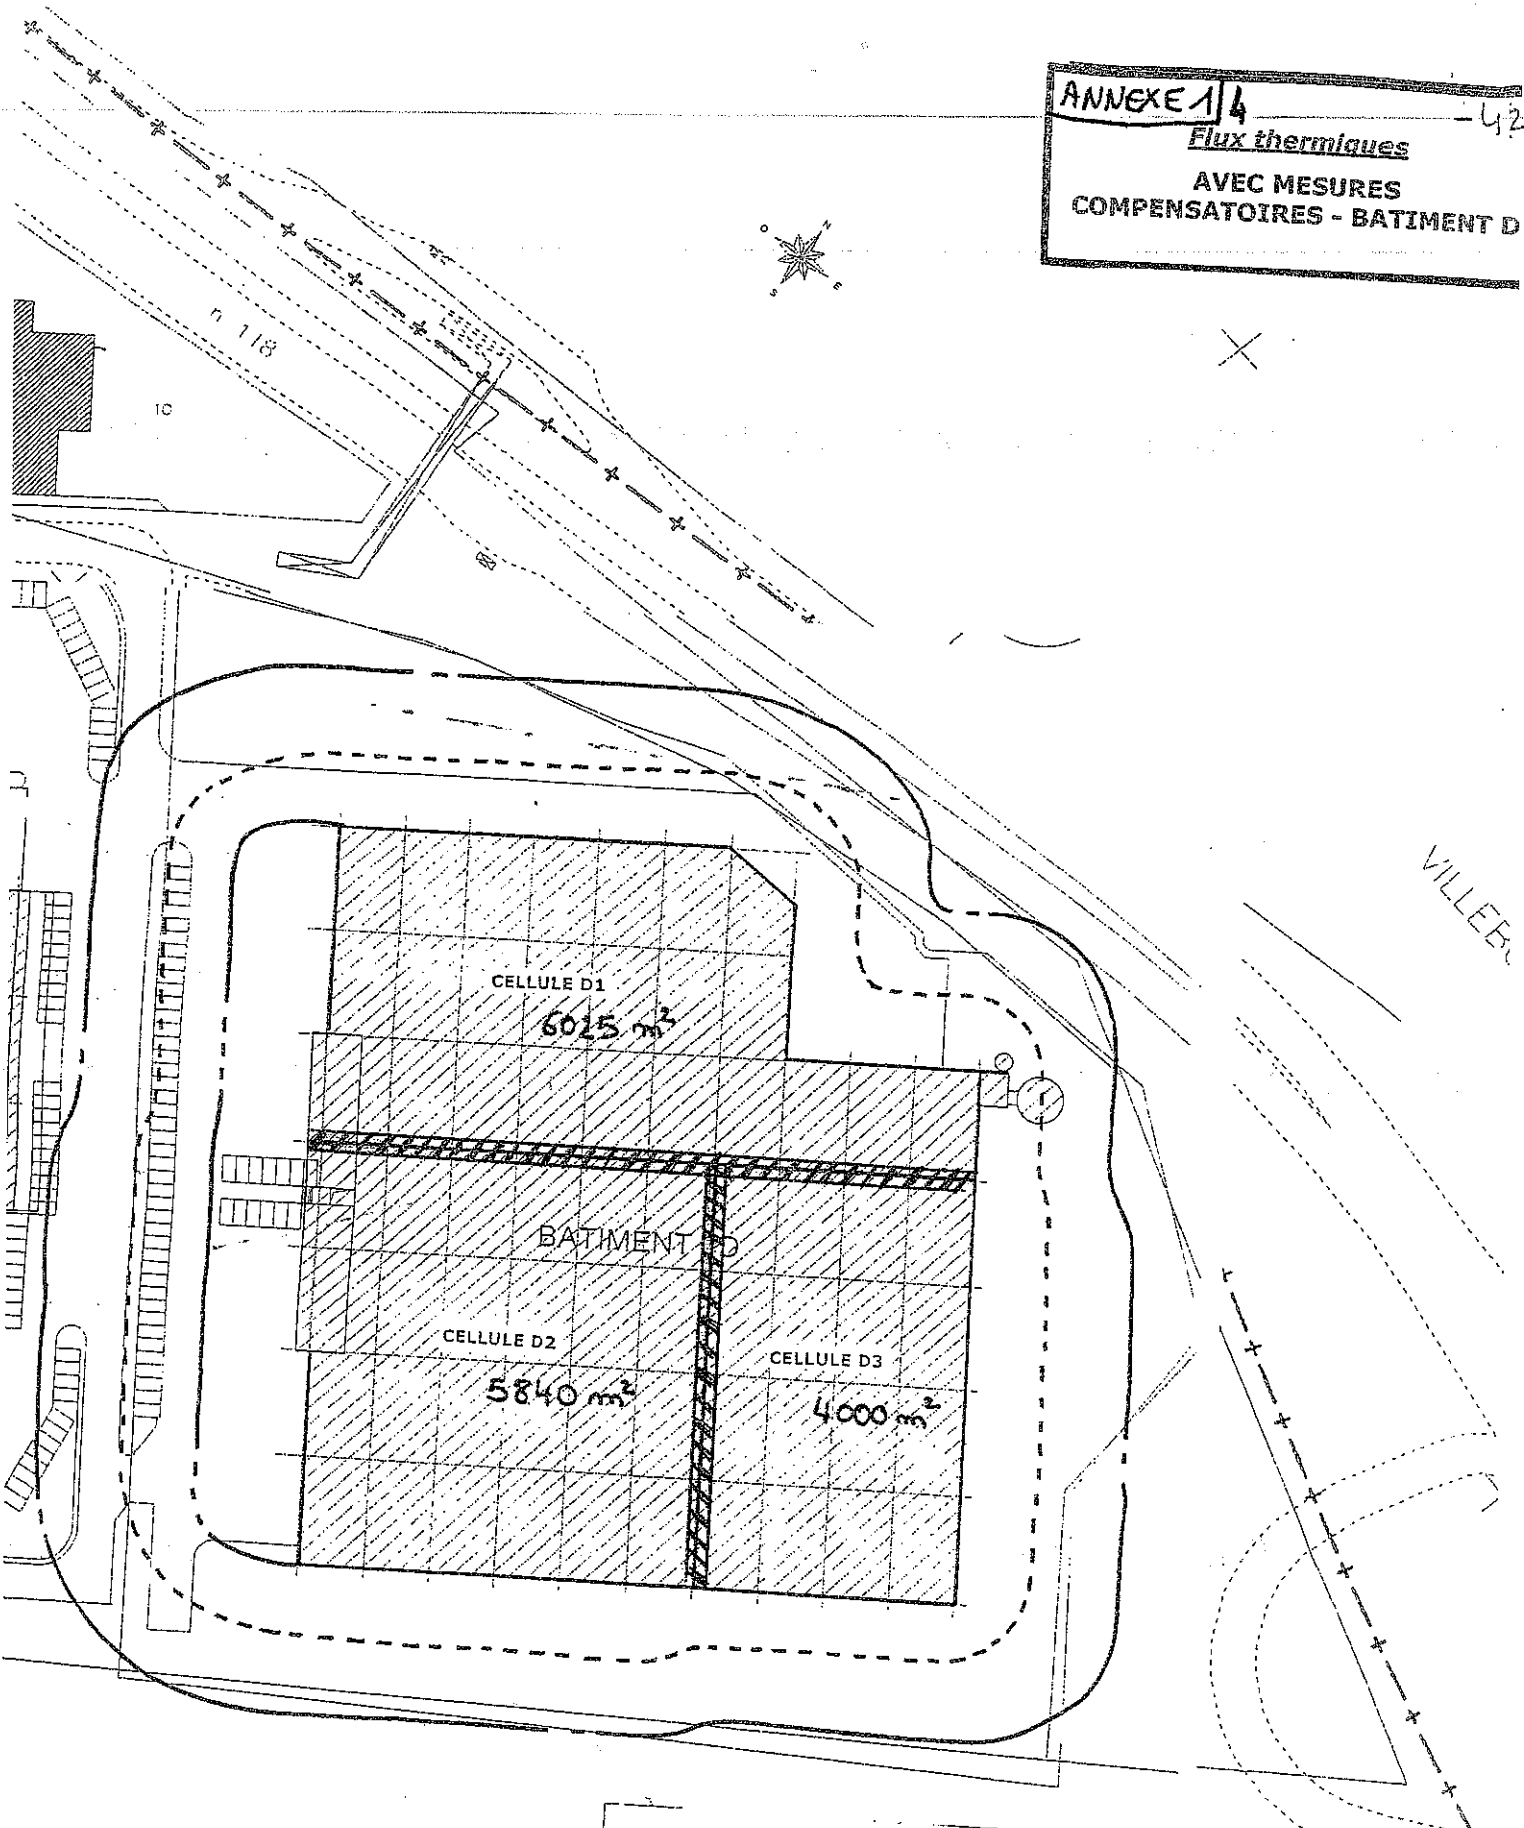 ANNEXE 1 4
- 42
Flux thermiques
AVEC MESURES
COMPENSATOIRES - BATIMENT D
O
N
S
E
n 118
10
CELLULE D1
6025 m²
BATIMENT D
CELLULE D2
5840 m²
CELLULE D3
4000 m²